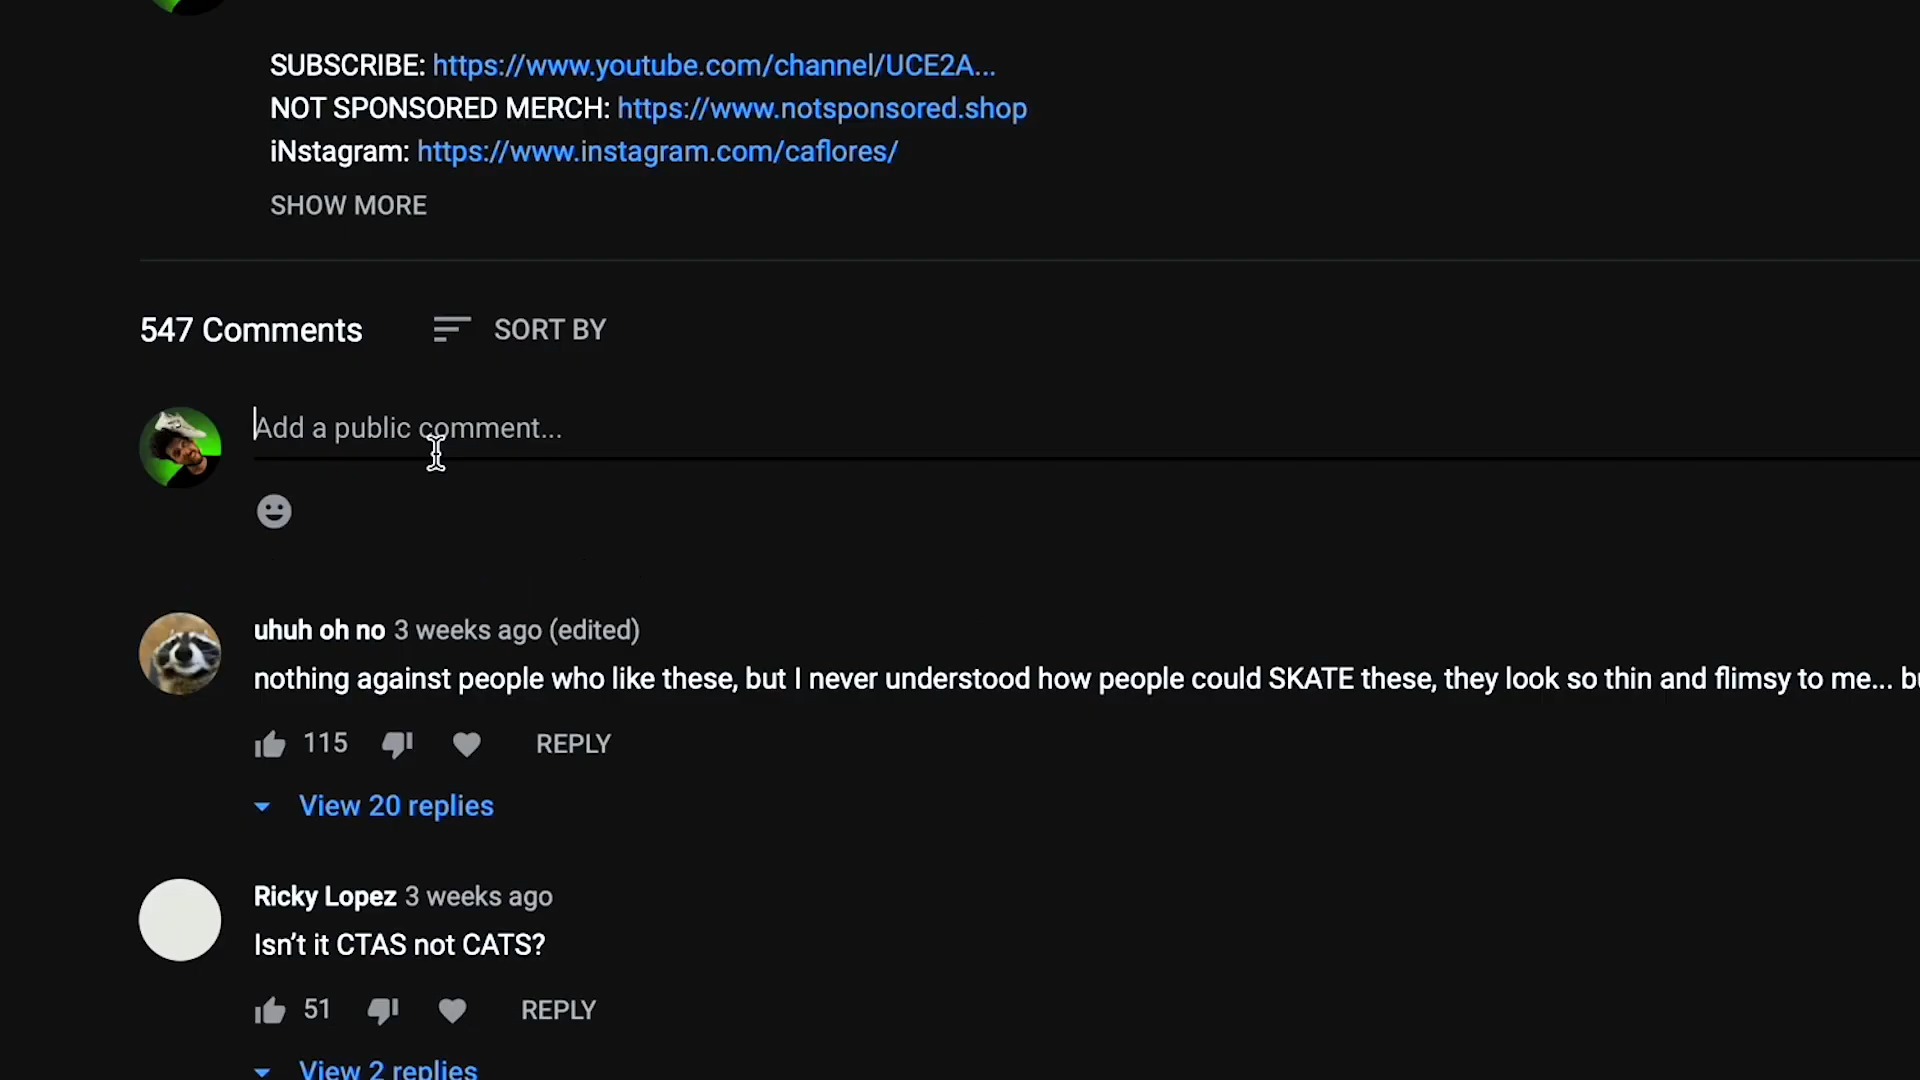 SUBSCRIBE: https://www.youtube.com/channel/UCE2A...
NOT SPONSORED MERCH: https://www.notsponsored.shop
iNstagram: https://www.instagram.com/caflores/
SHOW MORE
547 Comments SORT BY
Add a public comment...
uhuh oh no 3 weeks ago (edited)
nothing against people who like these, but I never understood how people could SKATE these, they look so thin and flimsy to me...
115 REPLY
View 20 replies
Ricky Lopez 3 weeks ago
Isn’t it CTAS not CATS?
51 REPLY
View 2 replies